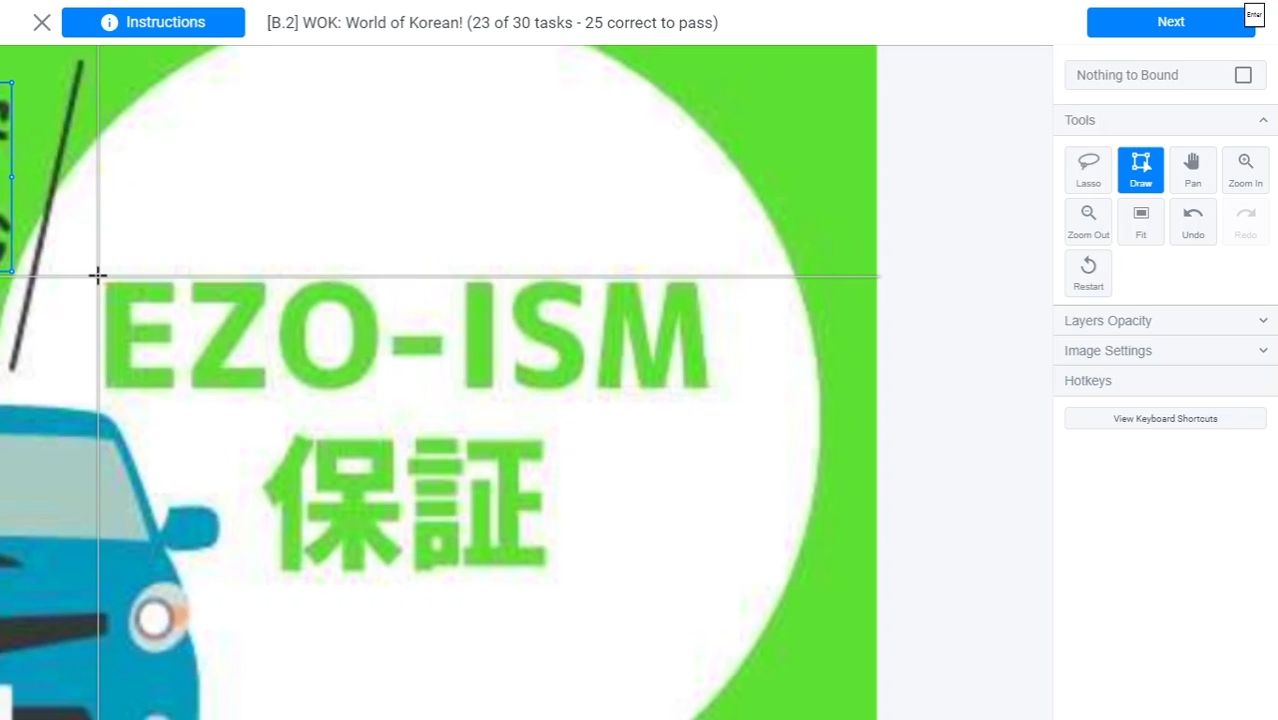 Instructions
[B.2] WOK: World of Korean! (23 of 30 tasks - 25 correct to pass)
Next
Enter
Nothing to Bound
Tools
Lasso
Draw
Pan
Zoom In
Zoom Out
Fit
Undo
Redo
Restart
Layers Opacity
Image Settings
Hotkeys
View Keyboard Shortcuts
EZO-ISM
保証